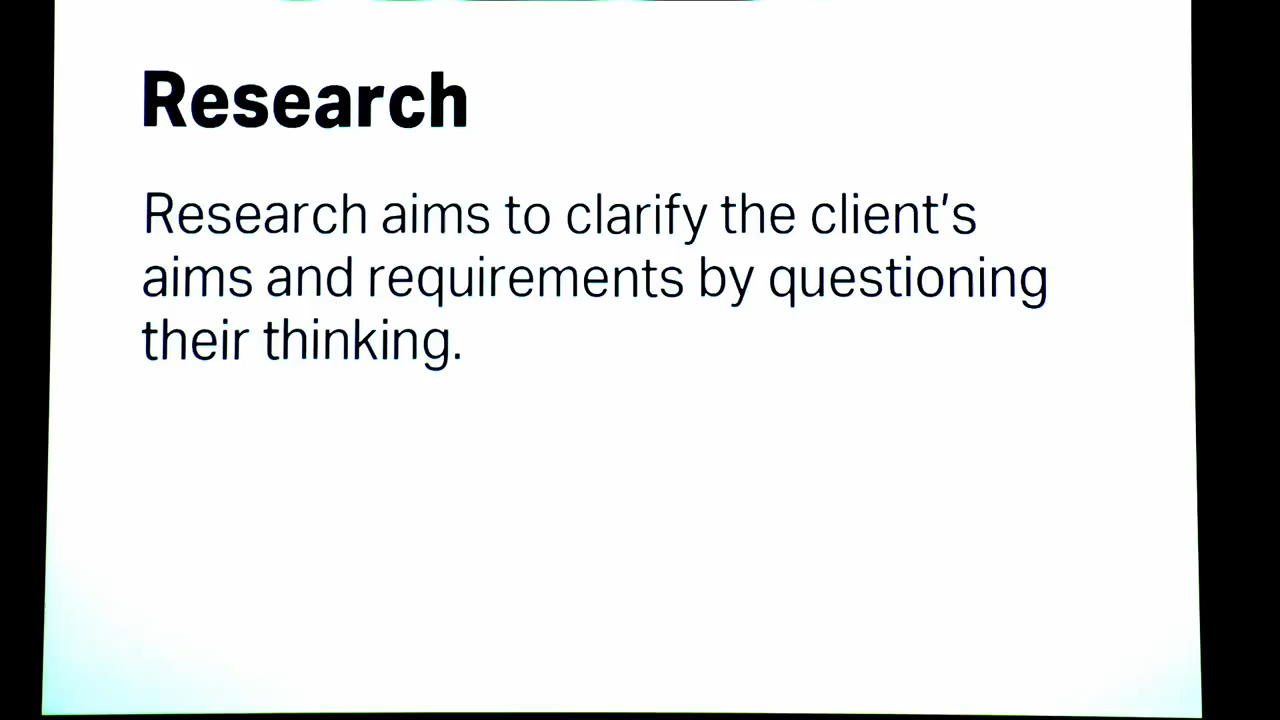 Research
Research aims to clarify the client's
aims and requirements by questioning
their thinking.